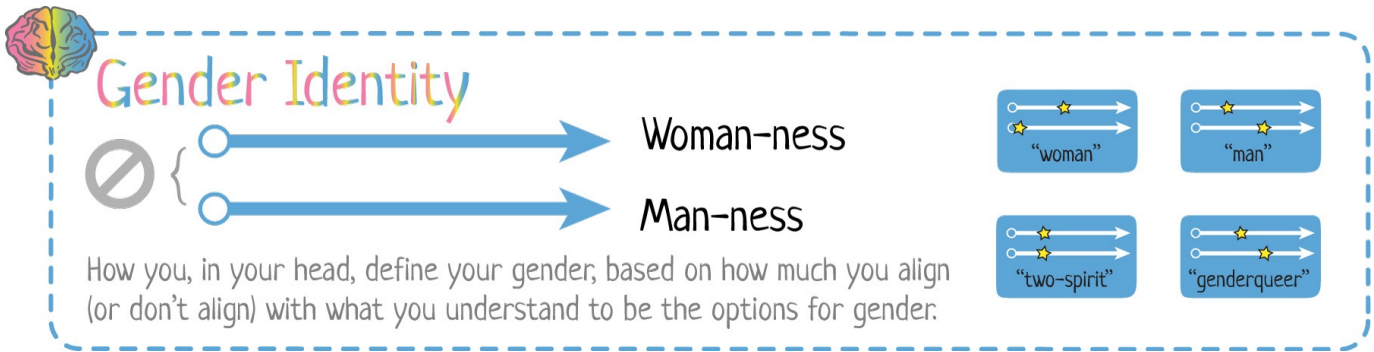 Gender Identity
Woman-ness
Man-ness
How you, in your head, define your gender, based on how much you align
(or don't align) with what you understand to be the options for gender.
“woman”
“man”
“two-spirit”
“genderqueer”